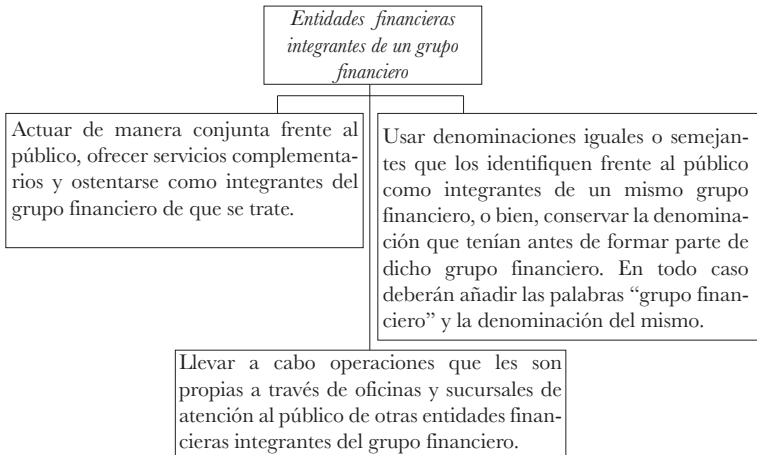 Entidades financieras
integrantes de un grupo
financiero
Actuar de manera conjunta frente al
público, ofrecer servicios complementa-
rios y ostentarse como integrantes del
grupo financiero de que se trate.
Usar denominaciones iguales o semejan-
tes que los identifiquen frente al público
como integrantes de un mismo grupo
financiero, o bien, conservar la denomina-
ción que tenían antes de formar parte de
dicho grupo financiero. En todo caso
deberán añadir las palabras “grupo finan-
ciero” y la denominación del mismo.
Llevar a cabo operaciones que les son
propias a través de oficinas y sucursales de
atención al público de otras entidades finan-
cieras integrantes del grupo financiero.